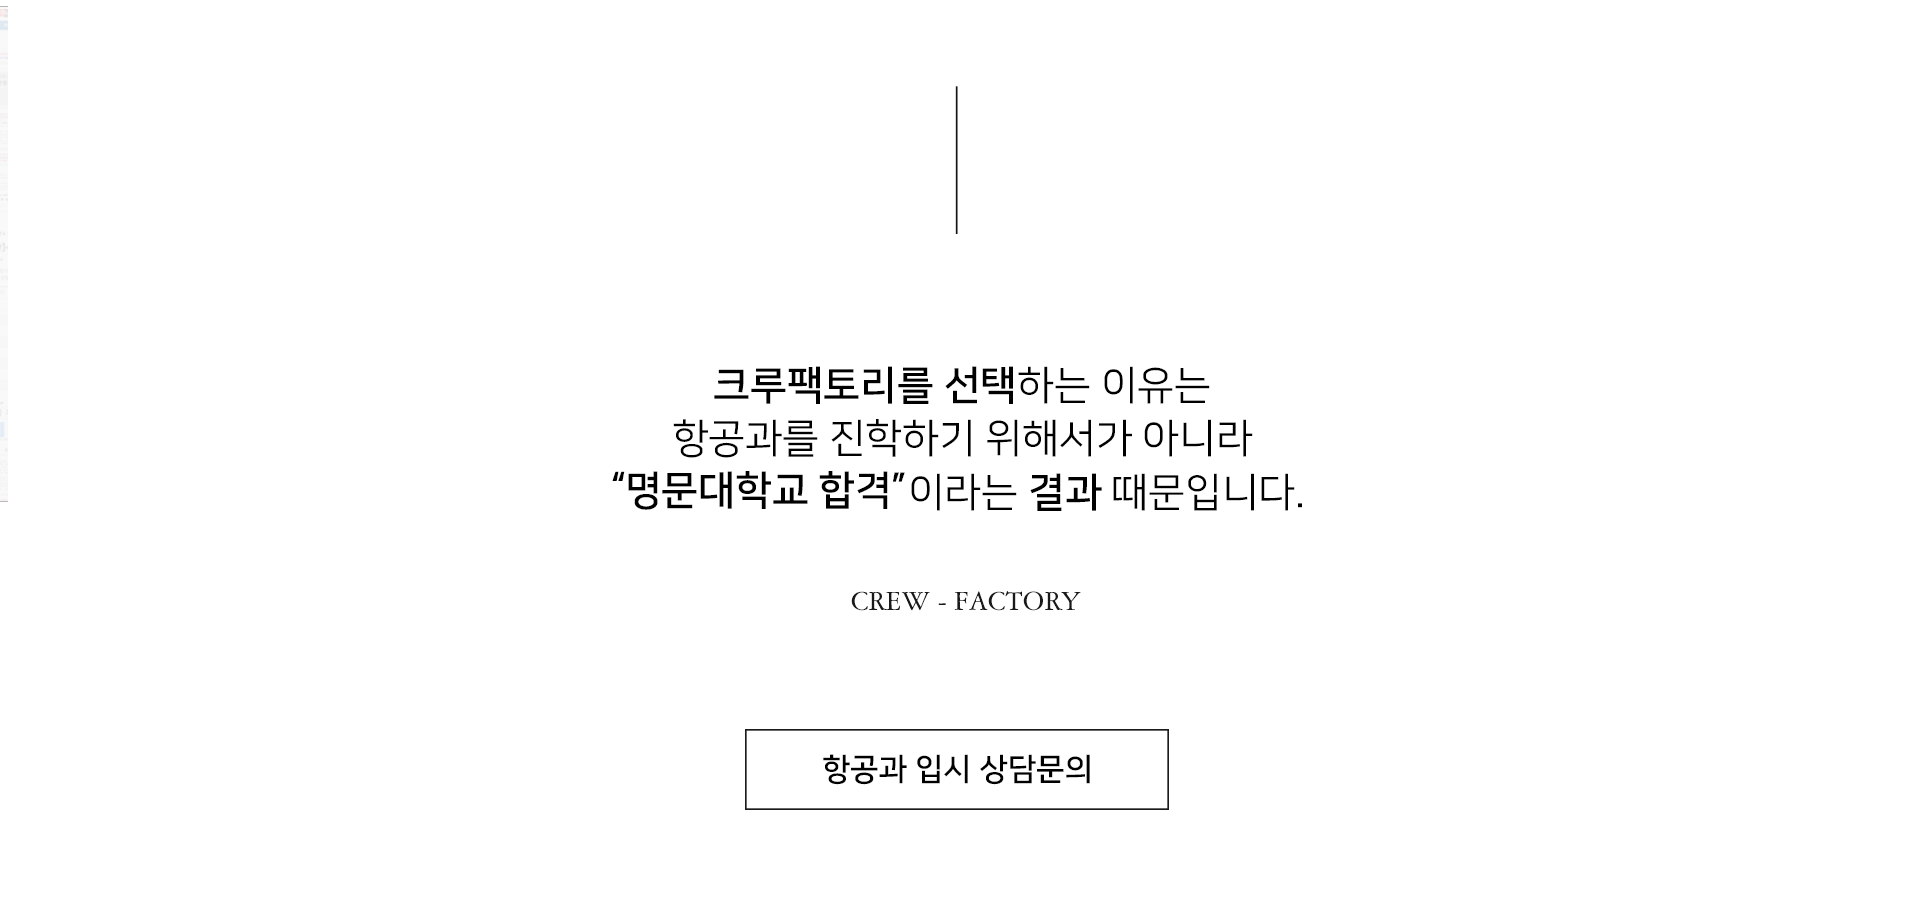 크루팩토리를 선택하는 이유는
항공과를 진학하기 위해서가 아니라
“명문대학교 합격”이라는 결과 때문입니다.
CREW - FACTORY
항공과 입시 상담문의